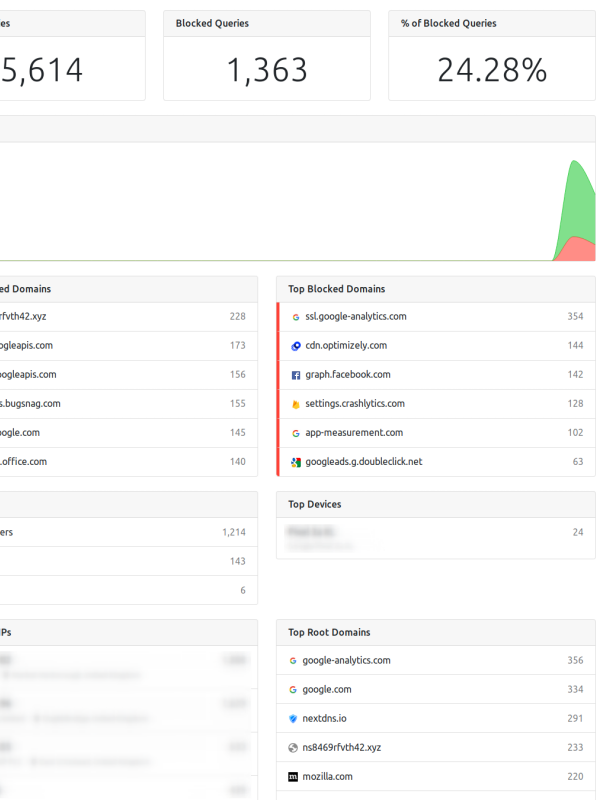 es
Blocked Queries
% of Blocked Queries
5,614
1,363
24.28%
ed Domains
rfvth42.xyz 228
ogleapis.com 173
ogleapis.com 156
s.bugsnag.com 155
ogle.com 145
.office.com 140
Top Blocked Domains
ssl.google-analytics.com 354
cdn.optimizely.com 144
graph.facebook.com 142
settings.crashlytics.com 128
app-measurement.com 102
googleads.g.doubleclick.net 63
ers 1,214
143
6
Top Devices
24
IPs
Top Root Domains
google-analytics.com 356
google.com 334
nextdns.io 291
ns8469rfvth42.xyz 233
mozilla.com 220